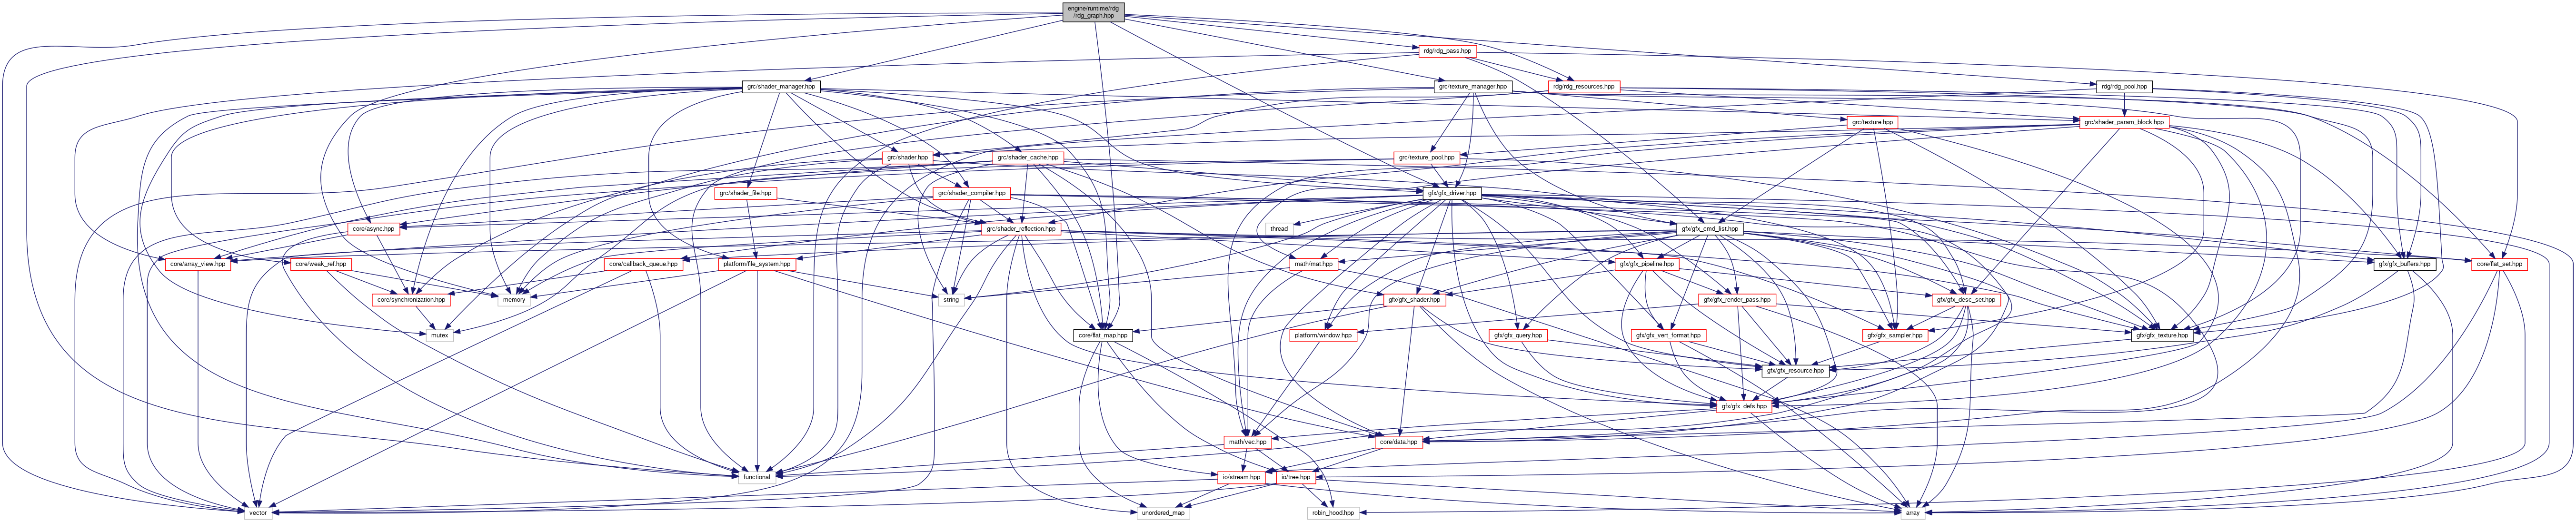 engine/runtime/rdg
/rdg_graph.hpp
rdg/rdg_pass.hpp
grc/shader_manager.hpp
grc/texture_manager.hpp
rdg/rdg_resources.hpp
rdg/rdg_pool.hpp
grc/texture.hpp
grc/shader_param_block.hpp
grc/shader.hpp
grc/shader_cache.hpp
grc/texture_pool.hpp
grc/shader_file.hpp
grc/shader_compiler.hpp
gfx/gfx_driver.hpp
core/async.hpp
grc/shader_reflection.hpp
thread
gfx/gfx_cmd_list.hpp
core/array_view.hpp
core/weak_ref.hpp
core/callback_queue.hpp
platform/file_system.hpp
math/mat.hpp
gfx/gfx_pipeline.hpp
gfx/gfx_buffers.hpp
core/flat_set.hpp
core/synchronization.hpp
memory
string
gfx/gfx_shader.hpp
gfx/gfx_render_pass.hpp
gfx/gfx_desc_set.hpp
mutex
core/flat_map.hpp
platform/window.hpp
gfx/gfx_query.hpp
gfx/gfx_vert_format.hpp
gfx/gfx_sampler.hpp
gfx/gfx_texture.hpp
gfx/gfx_resource.hpp
gfx/gfx_defs.hpp
math/vec.hpp
core/data.hpp
functional
io/stream.hpp
io/tree.hpp
vector
unordered_map
robin_hood.hpp
array